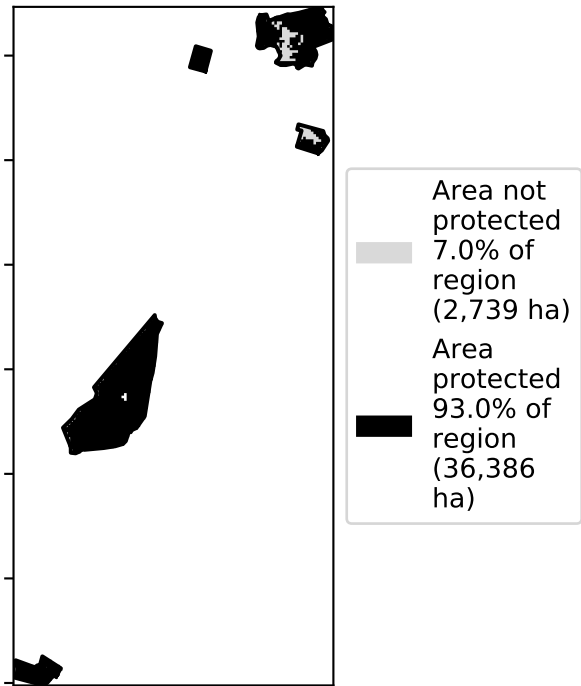 Area not
protected
7.0% of
region
(2,739 ha)
Area
protected
93.0% of
region
(36,386
ha)